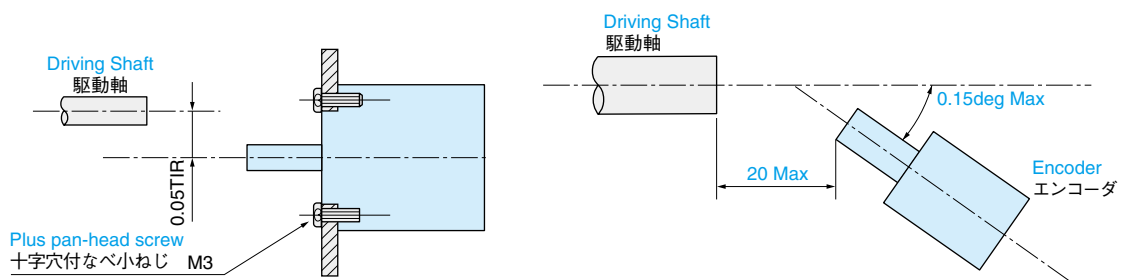 Driving Shaft
駆動軸
0.05TIR
Plus pan-head screw
十字穴付なべ小ねじ M3
Driving Shaft
駆動軸
0.15deg Max
20 Max
Encoder
エンコーダ